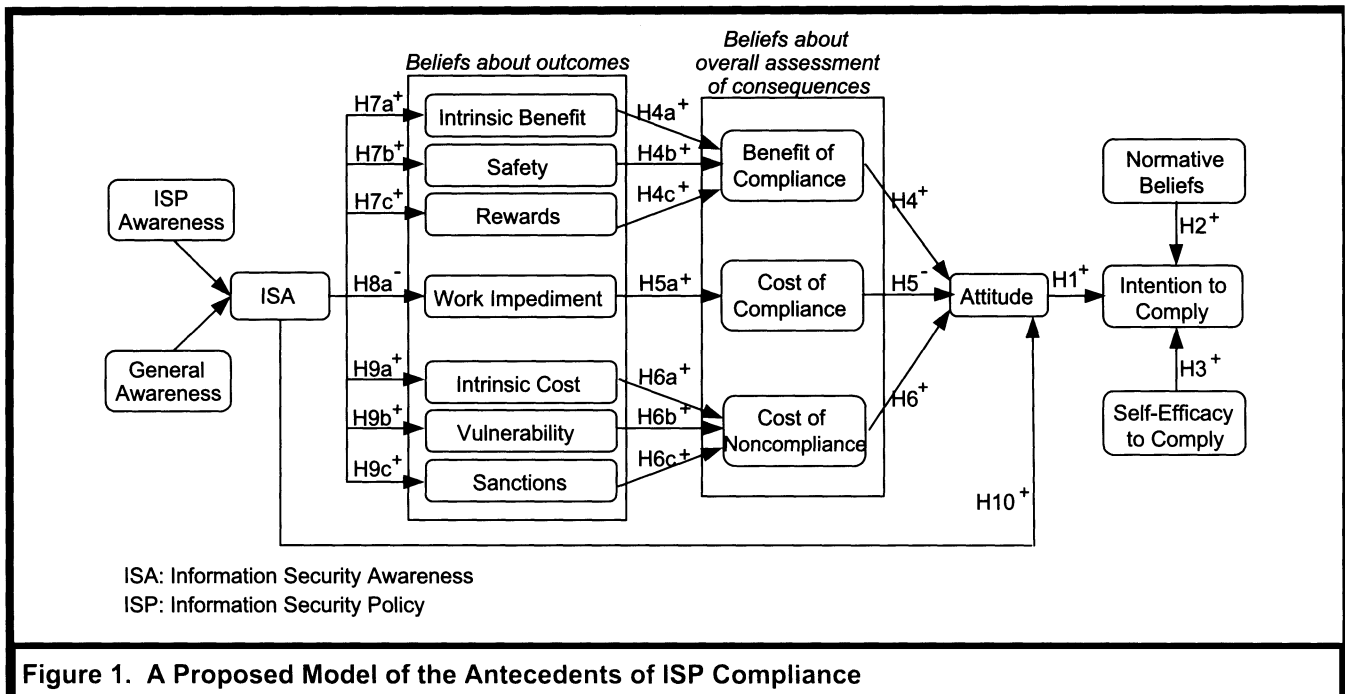 Beliefs about outcomes
Beliefs about
overall assessment
of consequences
H7a+
Intrinsic Benefit
H4a+
H7b+
Safety
H4b+
Benefit of
Compliance
Normative
Beliefs
H7c+
Rewards
H4c+
H4+
H2+
ISP
Awareness
ISA
H8a-
Work Impediment
H5a+
Cost of
Compliance
H5-
Attitude
H1+
Intention to
Comply
General
Awareness
H9a+
Intrinsic Cost
H6a+
H6+
H3+
H9b+
Vulnerability
H6b+
Cost of
Noncompliance
Self-Efficacy
to Comply
H9c+
Sanctions
H6c+
H10+
ISA: Information Security Awareness
ISP: Information Security Policy
Figure 1. A Proposed Model of the Antecedents of ISP Compliance